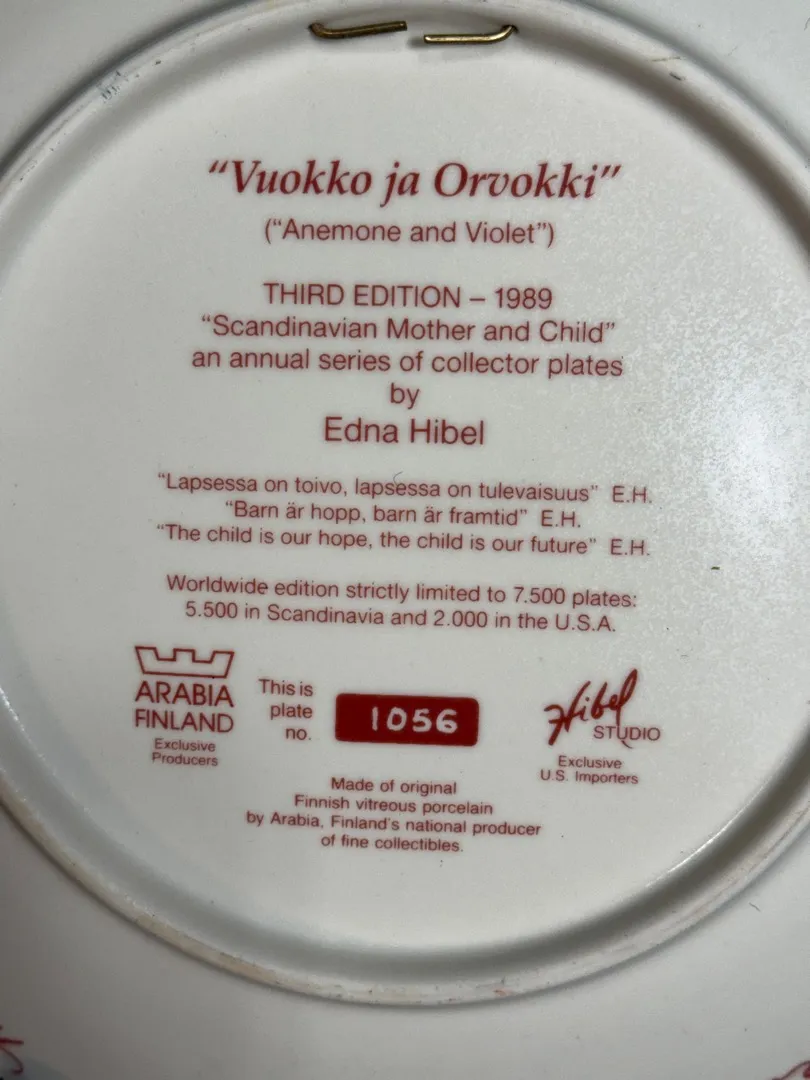 “Vuokko ja Orvokki”
(“Anemone and Violet”)
THIRD EDITION – 1989
“Scandinavian Mother and Child”
an annual series of collector plates
by
Edna Hibel
“Lapsessa on toivo, lapsessa on tulevaisuus” E.H.
“Barn är hopp, barn är framtid” E.H.
“The child is our hope, the child is our future” E.H.
Worldwide edition strictly limited to 7.500 plates:
5.500 in Scandinavia and 2.000 in the U.S.A.
ARABIA
FINLAND
Exclusive
Producers
This is
plate
no.
1056
Hibel
STUDIO
Exclusive
U.S. Importers
Made of original
Finnish vitreous porcelain
by Arabia, Finland's national producer
of fine collectibles.